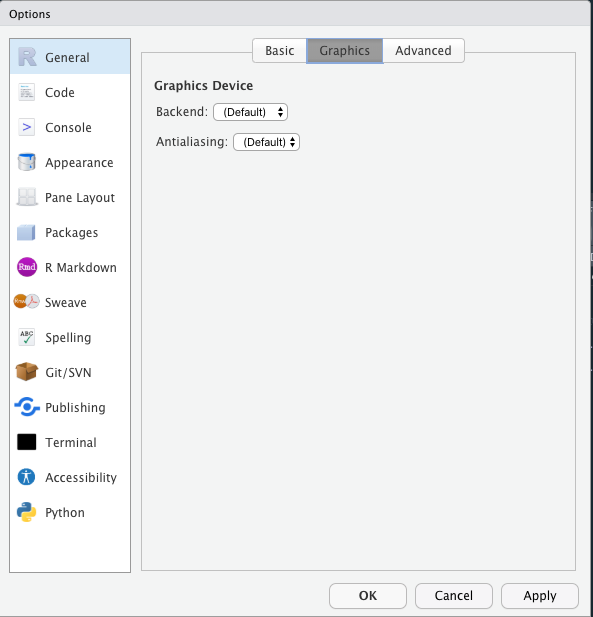 Options
General
Code
Console
Appearance
Pane Layout
Packages
R Markdown
Sweave
Spelling
Git/SVN
Publishing
Terminal
Accessibility
Python
Basic
Graphics
Advanced
Graphics Device
Backend: (Default)
Antialiasing: (Default)
OK
Cancel
Apply
R
Rmd
ABC